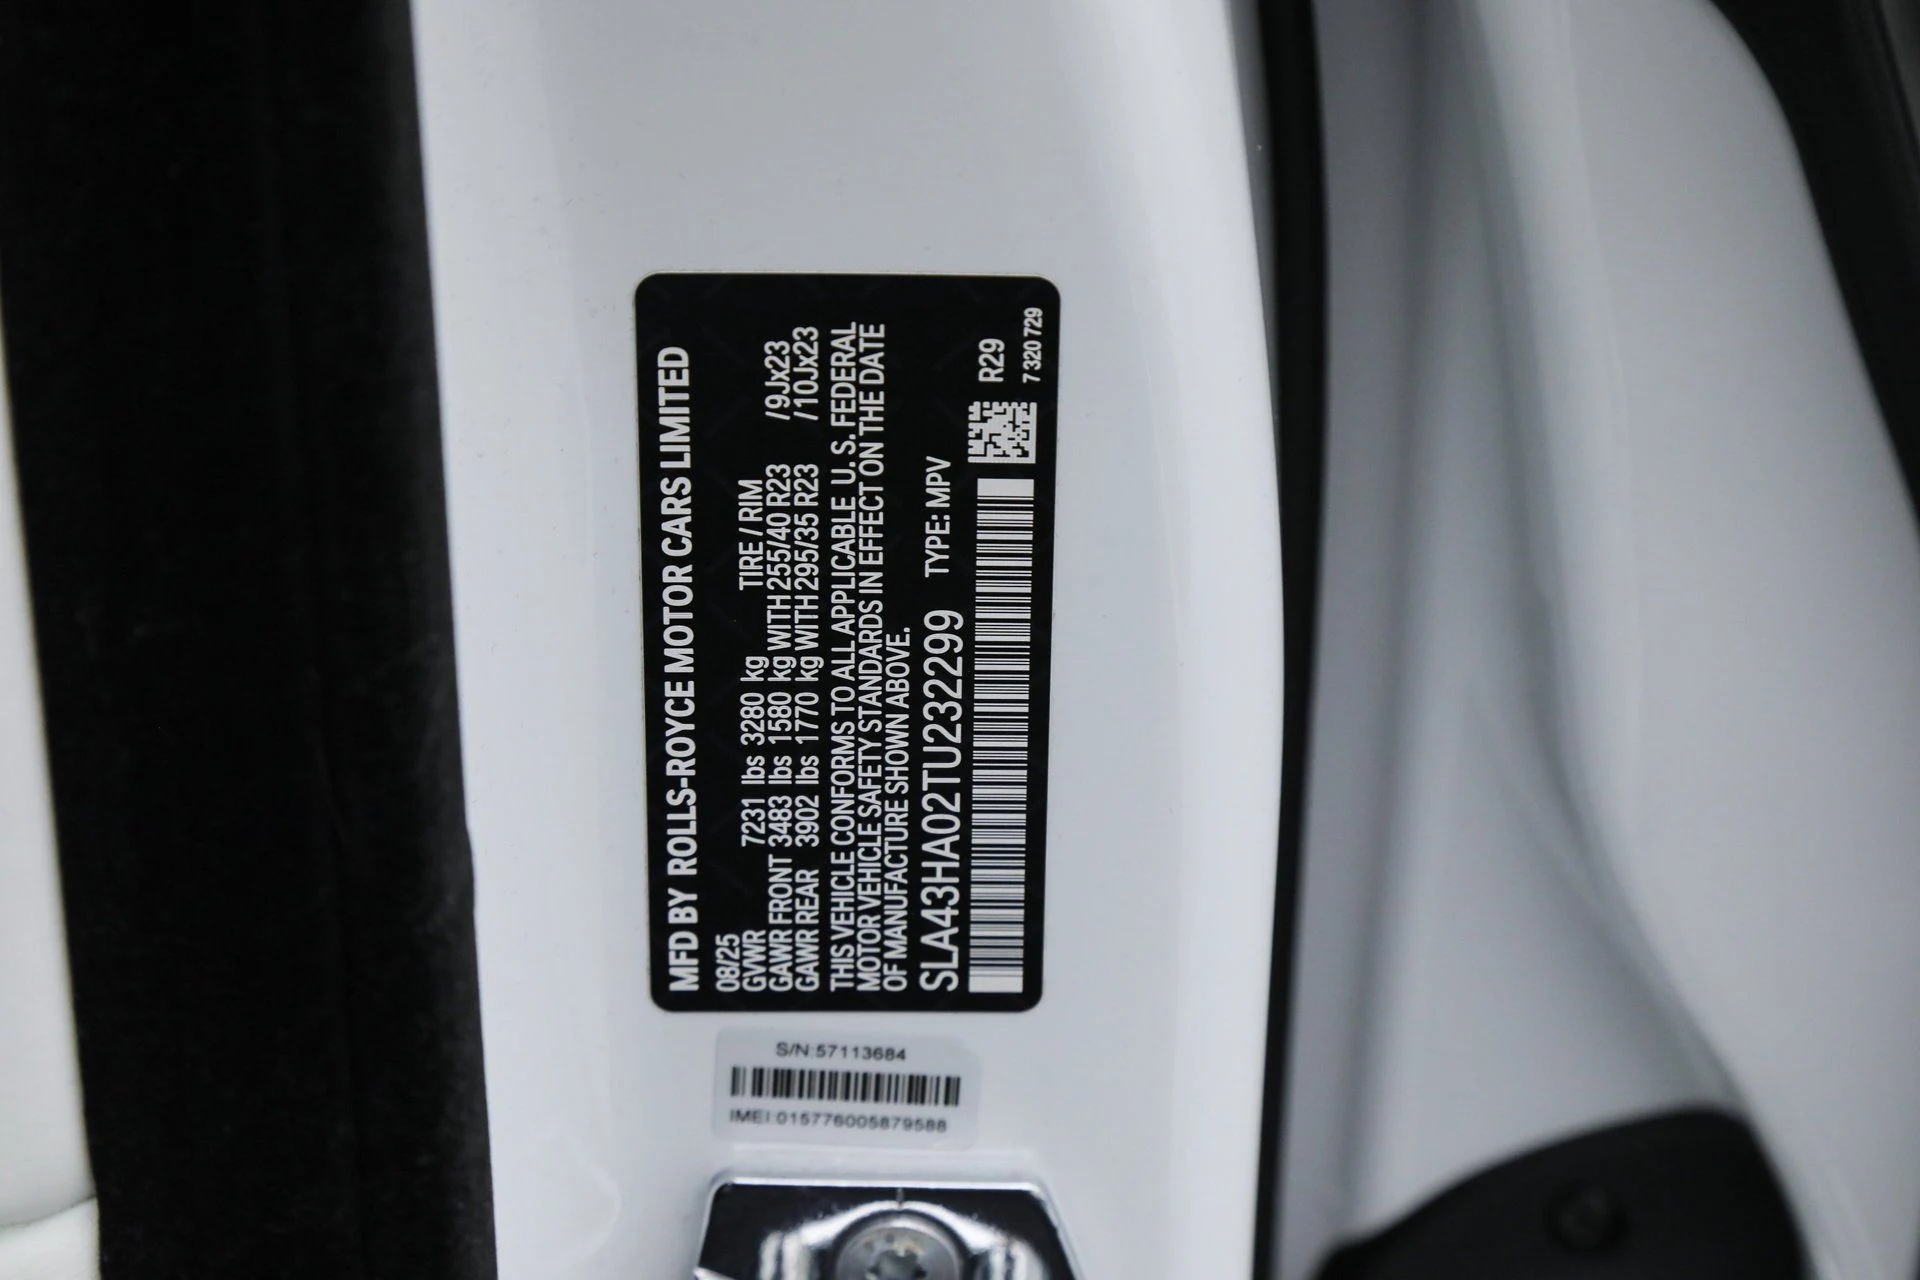 MFD BY ROLLS-ROYCE MOTOR CARS LIMITED
08/25
GVWR 7231 lbs 3280 kg TIRE / RIM
GAWR FRONT 3483 lbs 1580 kg WITH 255/40 R23 /9Jx23
GAWR REAR 3902 lbs 1770 kg WITH 295/35 R23 /10Jx23
THIS VEHICLE CONFORMS TO ALL APPLICABLE U. S. FEDERAL
MOTOR VEHICLE SAFETY STANDARDS IN EFFECT ON THE DATE
OF MANUFACTURE SHOWN ABOVE.
SLA43HA02TU232299 TYPE: MPV
R29
7 320 729
S/N:57113684
IMEI:015776005879588